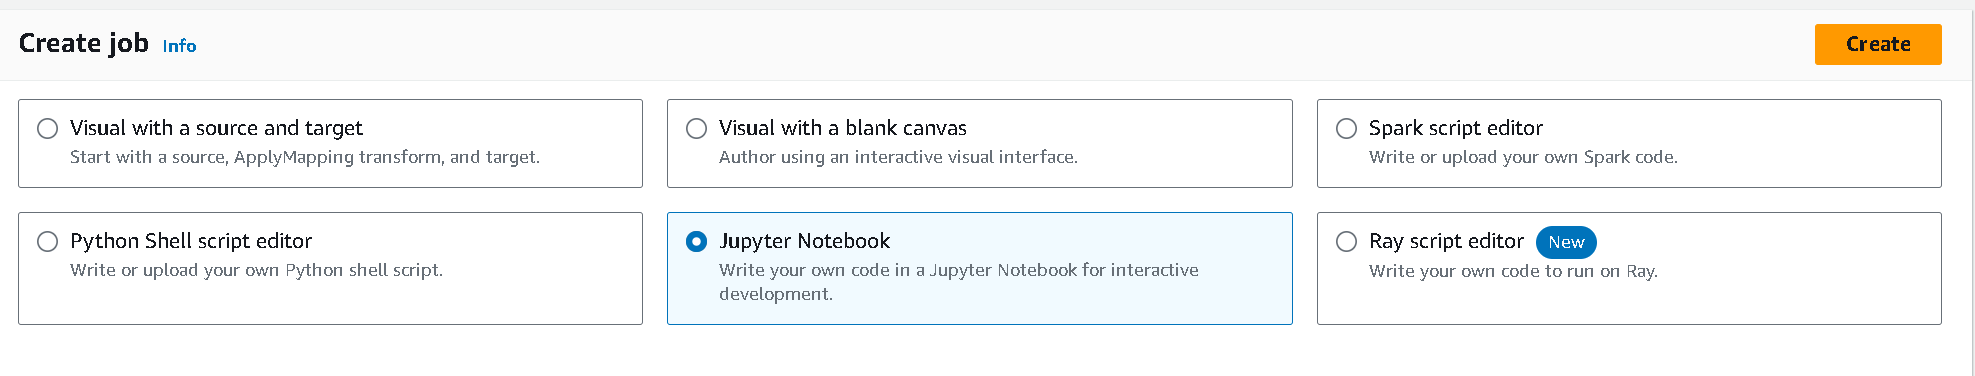 Create job Info
Create
Visual with a source and target
Start with a source, ApplyMapping transform, and target.
Visual with a blank canvas
Author using an interactive visual interface.
Spark script editor
Write or upload your own Spark code.
Python Shell script editor
Write or upload your own Python shell script.
Jupyter Notebook
Write your own code in a Jupyter Notebook for interactive
development.
Ray script editor New
Write your own code to run on Ray.